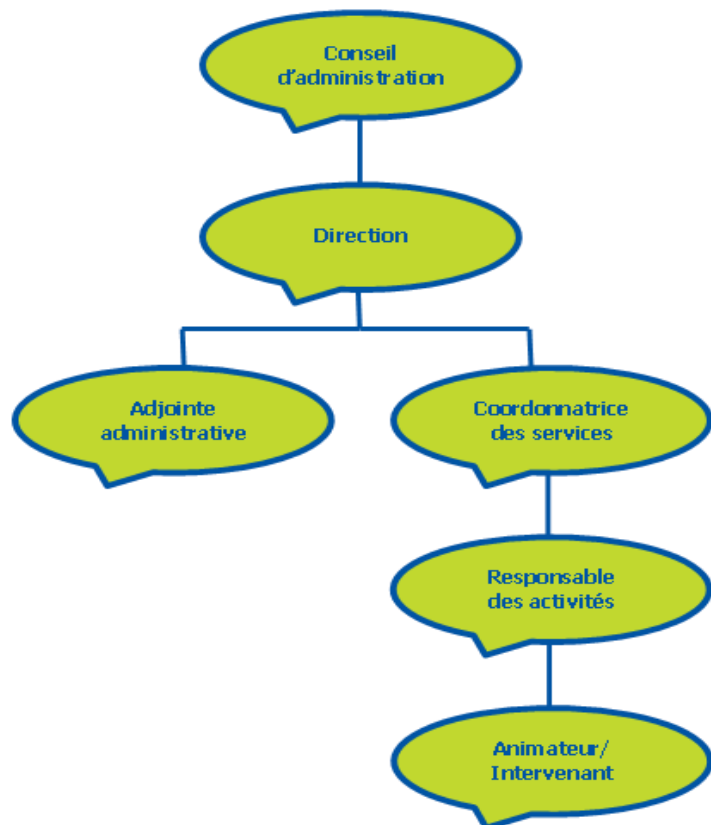 Conseil
d'administration
Direction
Adjointe
administrative
Coordonnatrice
des services
Responsable
des activités
Animateur/
Intervenant